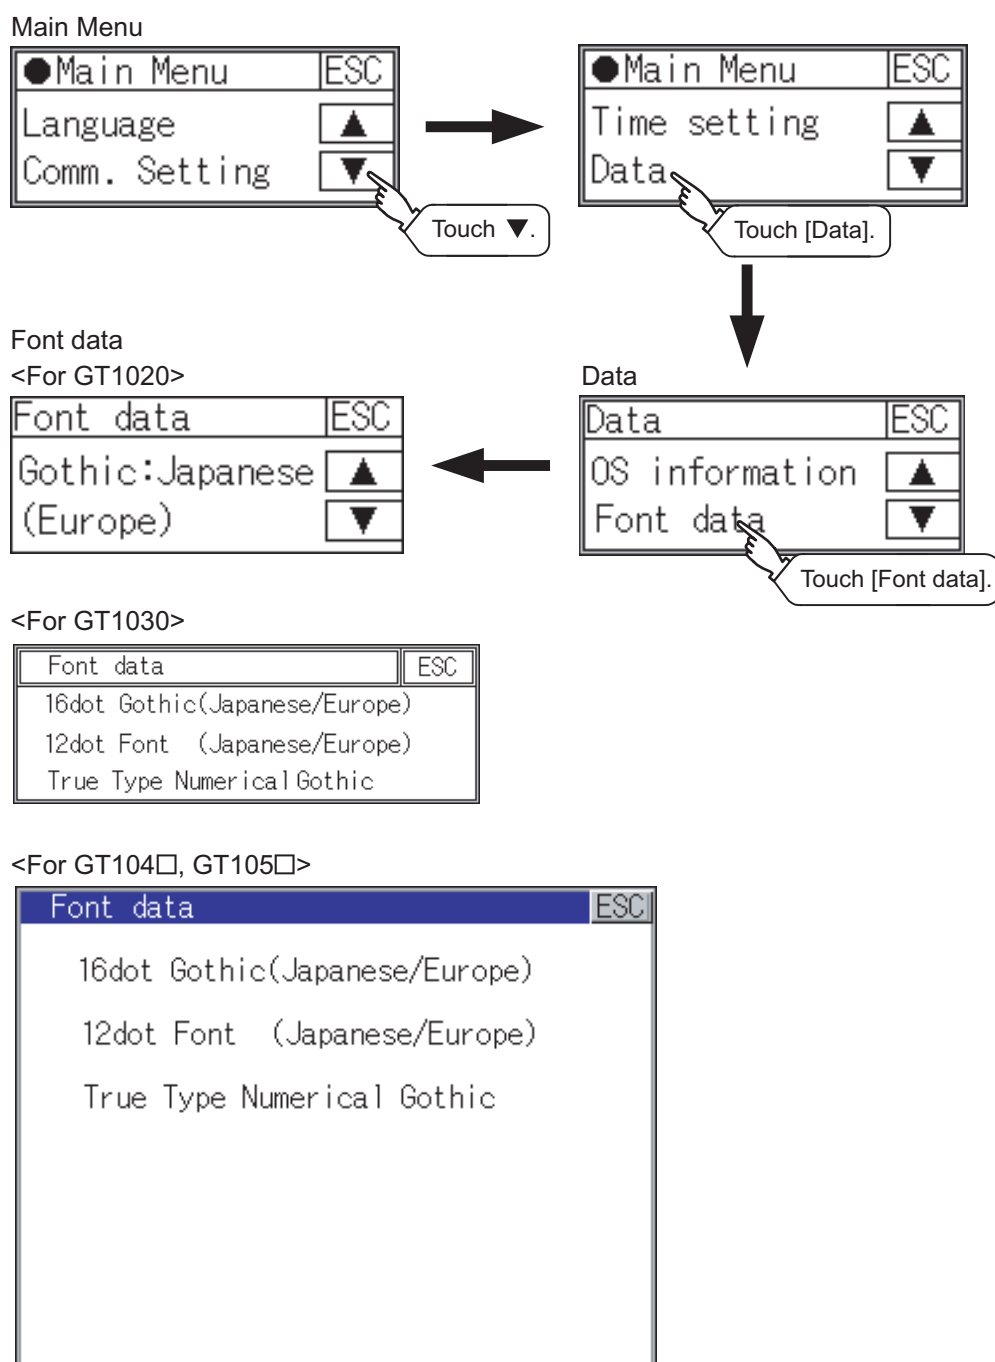 Main Menu
●Main Menu ESC
Language ▲
Comm. Setting ▼
Touch ▼.
●Main Menu ESC
Time setting ▲
Data ▼
Touch [Data].
Data
Data ESC
OS information ▲
Font data ▼
Touch [Font data].
Font data
<For GT1020>
Font data ESC
Gothic:Japanese ▲
(Europe) ▼
<For GT1030>
Font data ESC
16dot Gothic(Japanese/Europe)
12dot Font (Japanese/Europe)
True Type Numerical Gothic
<For GT104□, GT105□>
Font data ESC
16dot Gothic(Japanese/Europe)
12dot Font (Japanese/Europe)
True Type Numerical Gothic